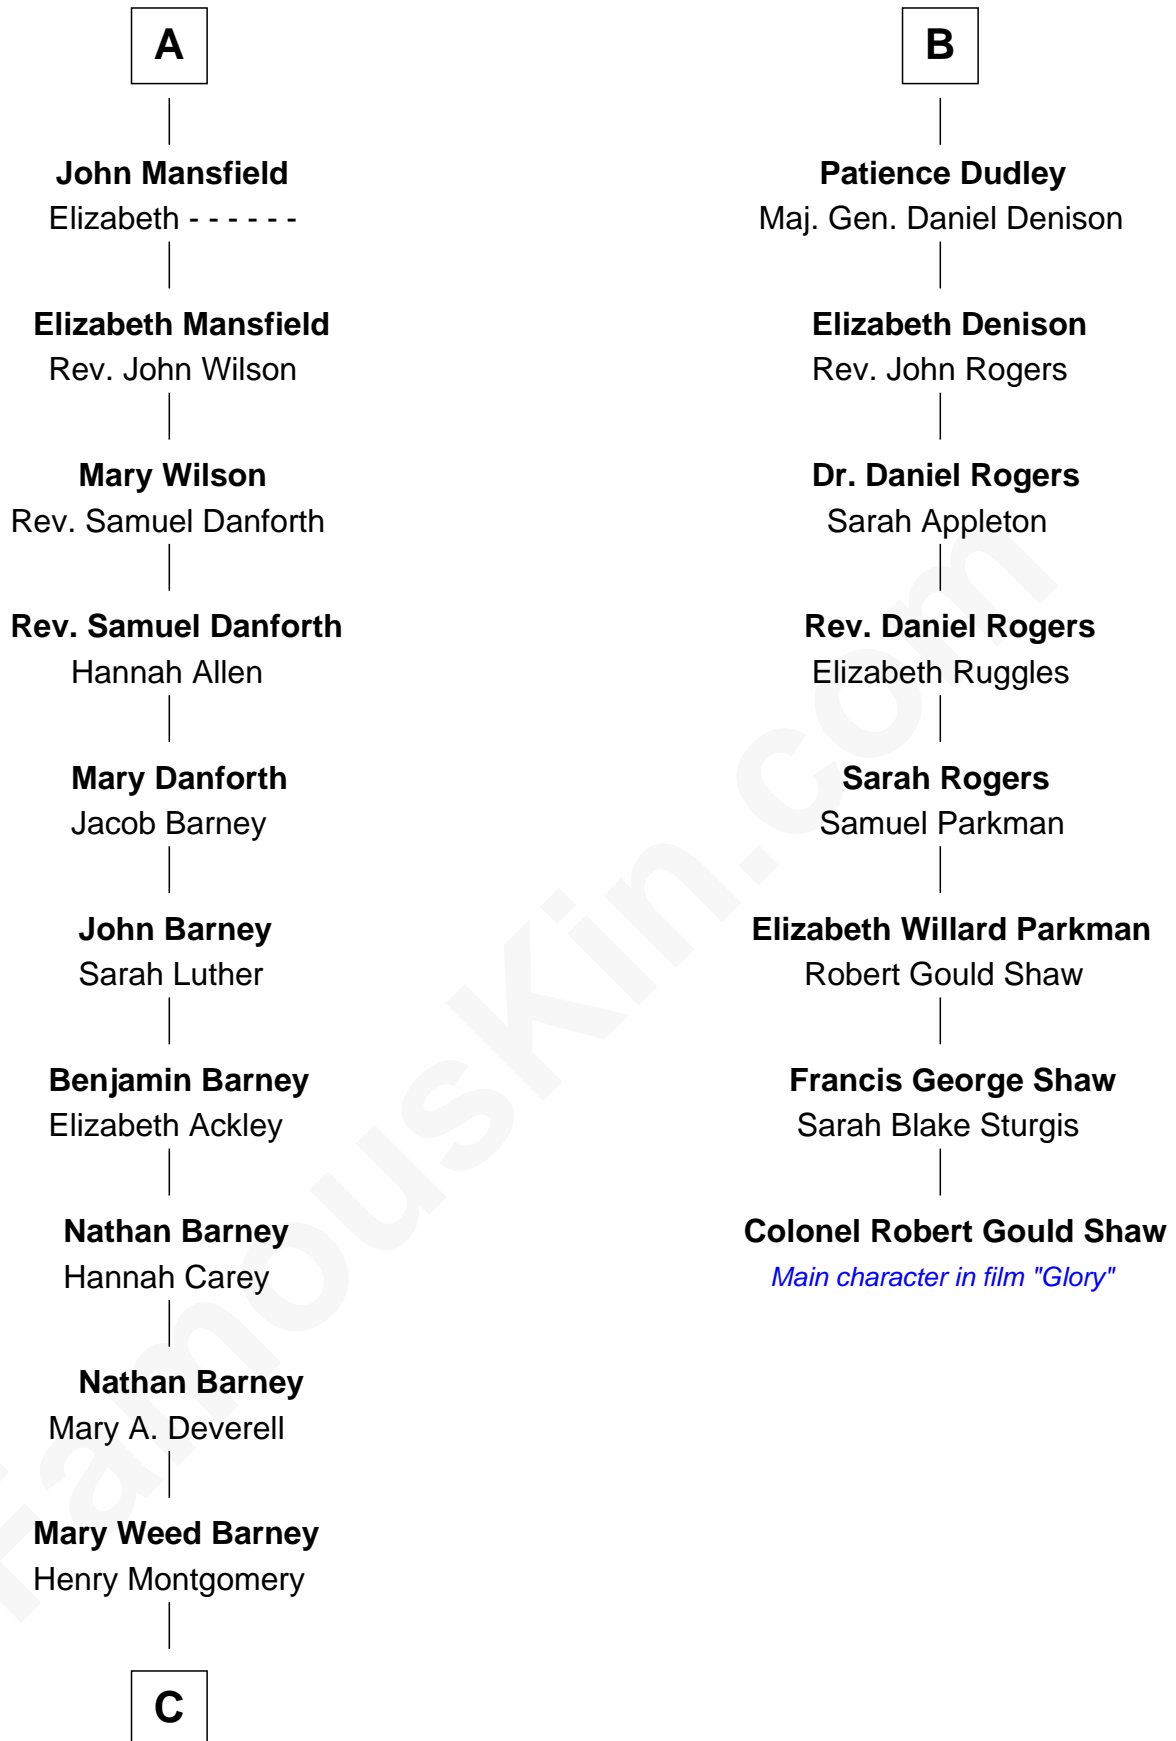 A
John Mansfield
Elizabeth - - - - - -
Elizabeth Mansfield
Rev. John Wilson
Mary Wilson
Rev. Samuel Danforth
Rev. Samuel Danforth
Hannah Allen
Mary Danforth
Jacob Barney
John Barney
Sarah Luther
Benjamin Barney
Elizabeth Ackley
Nathan Barney
Hannah Carey
Nathan Barney
Mary A. Deverell
Mary Weed Barney
Henry Montgomery
C
B
Patience Dudley
Maj. Gen. Daniel Denison
Elizabeth Denison
Rev. John Rogers
Dr. Daniel Rogers
Sarah Appleton
Rev. Daniel Rogers
Elizabeth Ruggles
Sarah Rogers
Samuel Parkman
Elizabeth Willard Parkman
Robert Gould Shaw
Francis George Shaw
Sarah Blake Sturgis
Colonel Robert Gould Shaw
Main character in film "Glory"
FamousKin.com